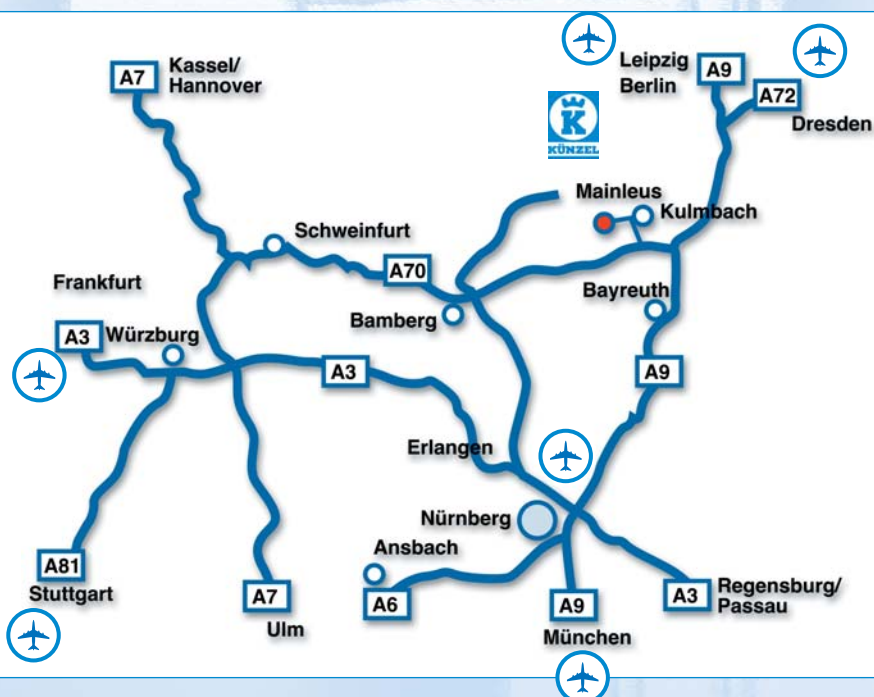 A7
Kassel/
Hannover
Leipzig
Berlin
A9
A72
Dresden
K
KÜNZEL
Mainleus
Kulmbach
Schweinfurt
A70
Frankfurt
Bayreuth
Bamberg
A3
Würzburg
A3
A9
Erlangen
Nürnberg
Ansbach
A81
Stuttgart
A7
Ulm
A6
A9
München
A3
Regensburg/
Passau